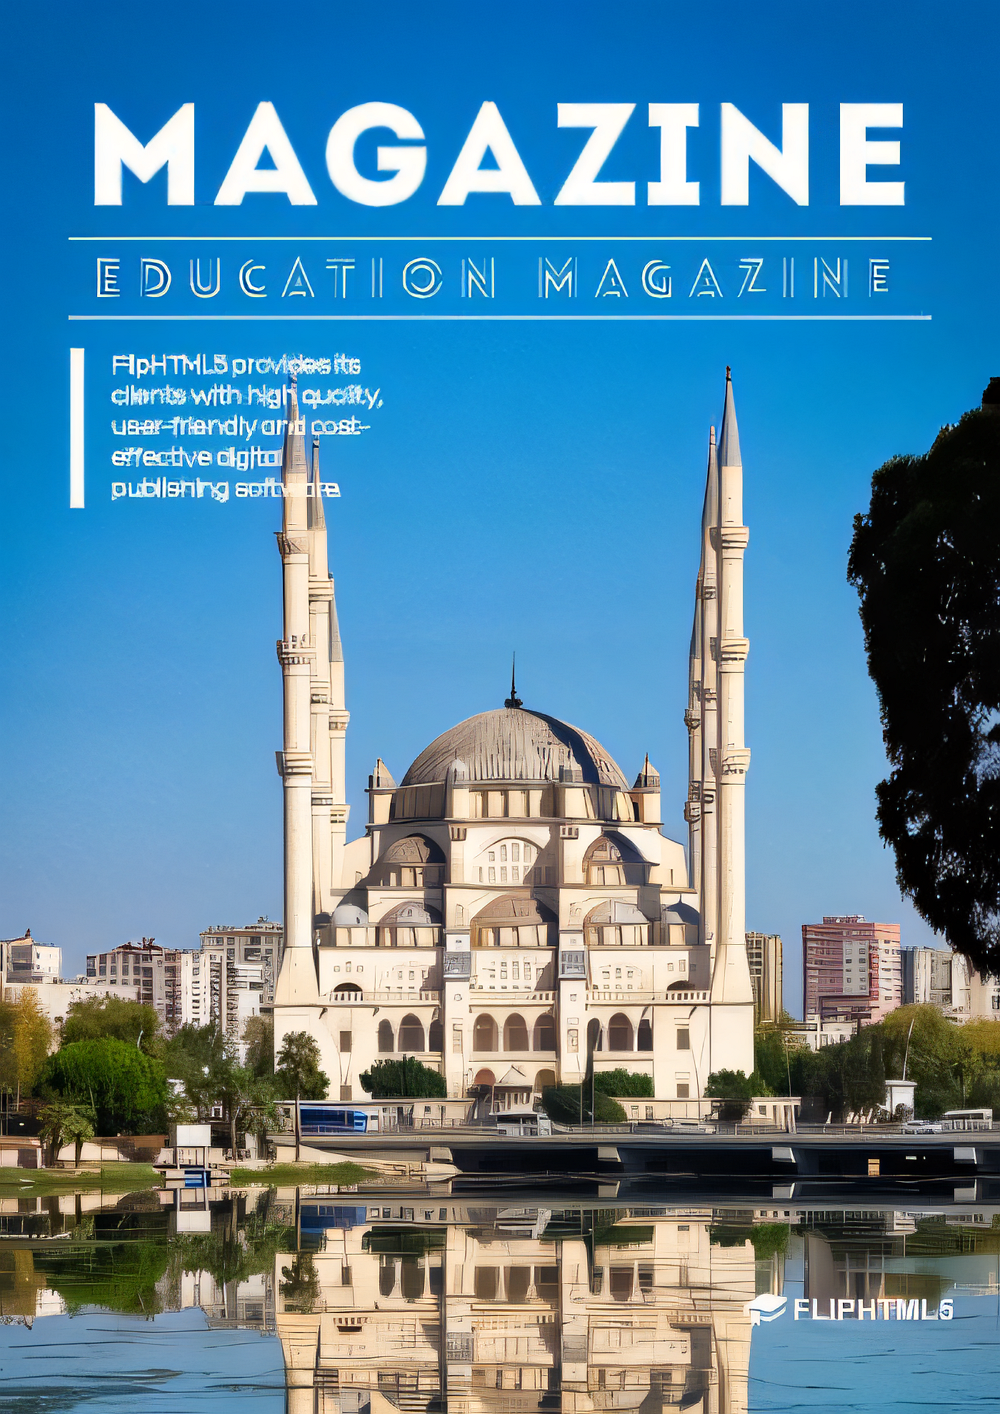 MAGAZINE
EDUCATION MAGAZINE
FlipHTML5 provides its
clients with high quality,
user-friendly and cost-
effective digital
publishing software
FLIPHTML5